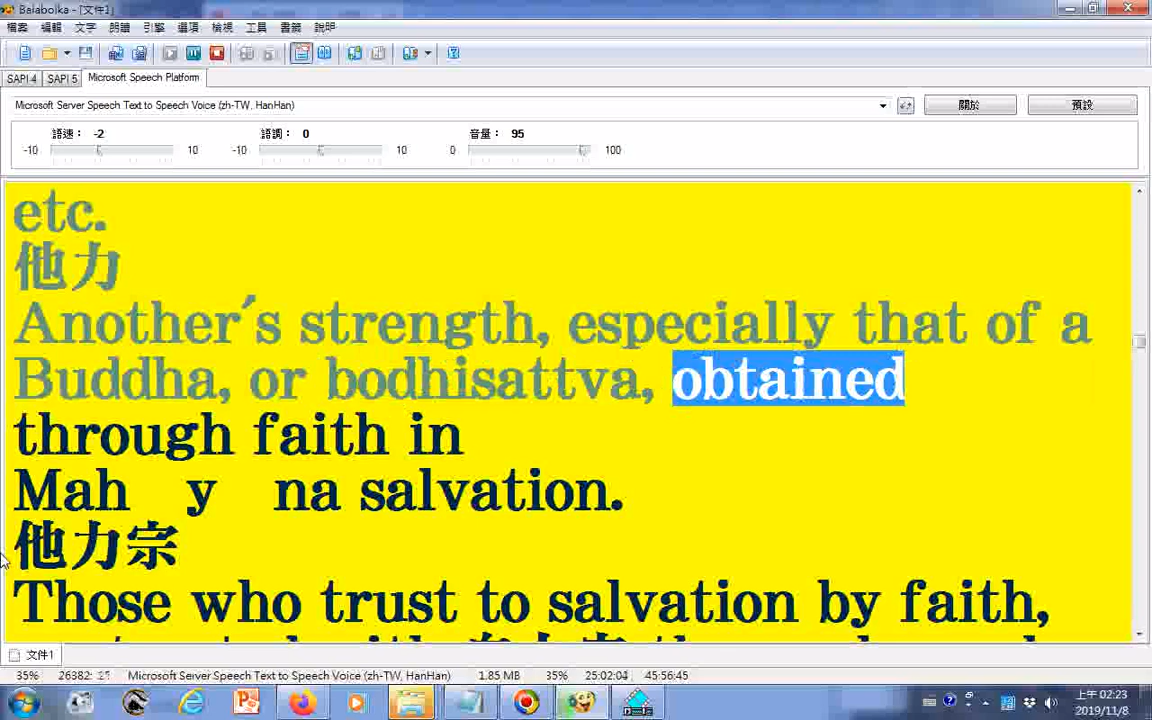 Balabolka - [文件1]
檔案 編輯 文字 朗讀 引擎 選項 檢視 工具 書籤 說明
SAPI 4 SAPI 5 Microsoft Speech Platform
Microsoft Server Speech Text to Speech Voice (zh-TW, HanHan) 關於 預設
語速： -2 語調： 0 音量： 95
-10 10 -10 10 0 100
etc.
他力
Another's strength, especially that of a
Buddha, or bodhisattva, obtained
through faith in
Mah y na salvation.
他力宗
Those who trust to salvation by faith,
文件1
35% 26382: Microsoft Server Speech Text to Speech Voice (zh-TW, HanHan) 1.85 MB 35% 25:02:04 45:56:45
上午 02:23
2019/11/8